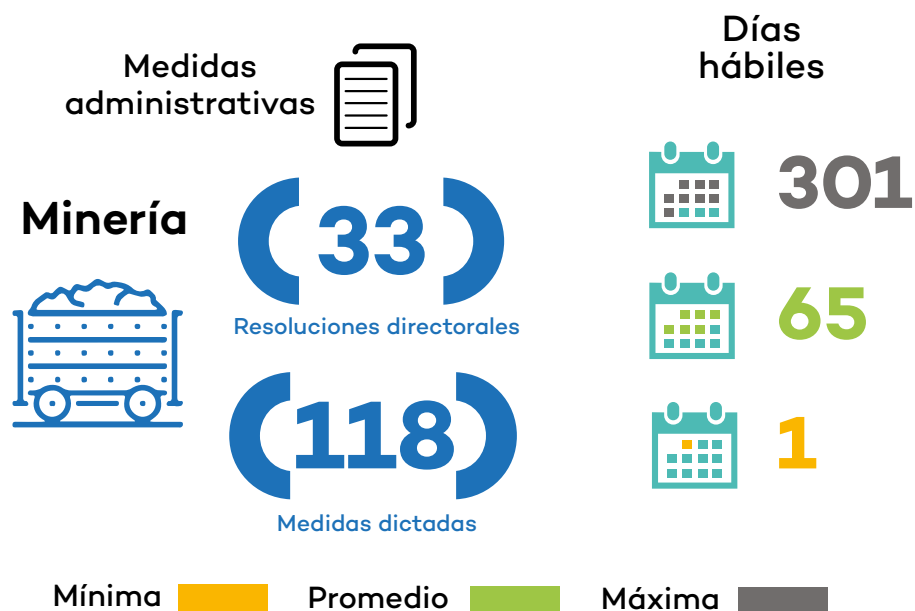 Medidas
administrativas
Días
hábiles
Minería
33
Resoluciones directorales
118
Medidas dictadas
301
65
1
Mínima
Promedio
Máxima